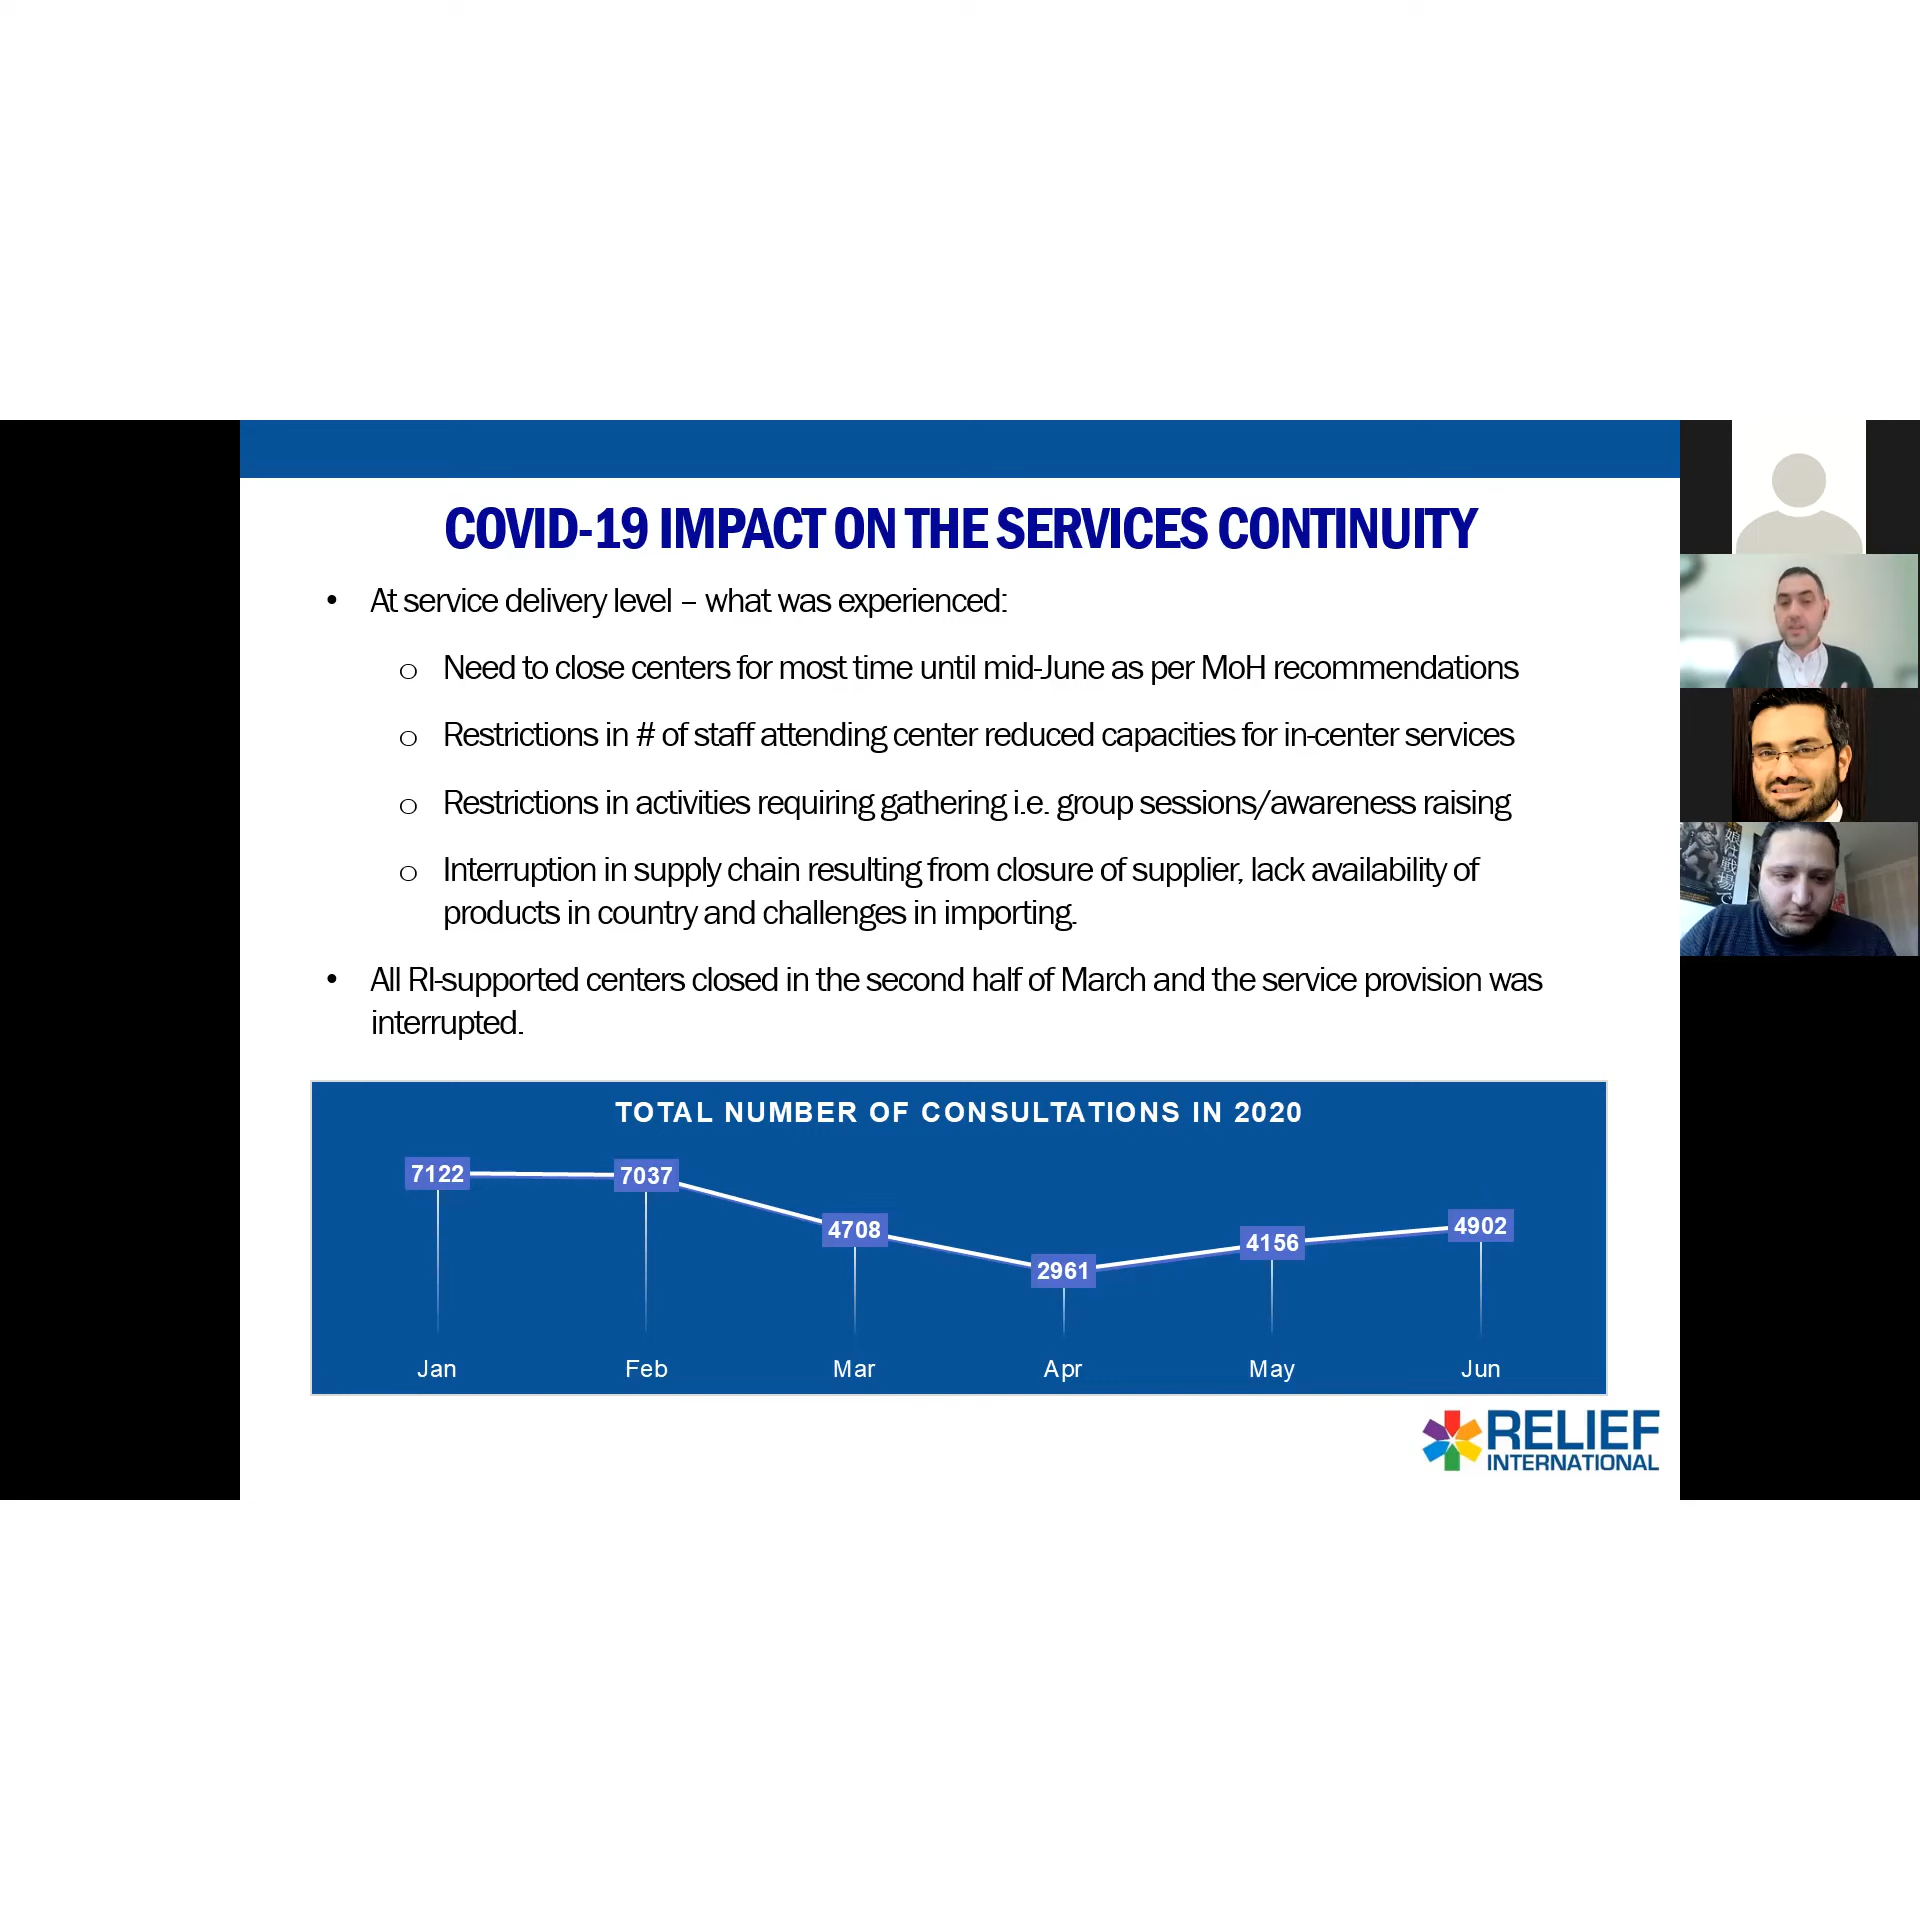 COVID-19 IMPACT ON THE SERVICES CONTINUITY
• At service delivery level – what was experienced:
o Need to close centers for most time until mid-June as per MoH recommendations
o Restrictions in # of staff attending center reduced capacities for in-center services
o Restrictions in activities requiring gathering i.e. group sessions/awareness raising
o Interruption in supply chain resulting from closure of supplier, lack availability of
products in country and challenges in importing.
• All RI-supported centers closed in the second half of March and the service provision was
interrupted.
TOTAL NUMBER OF CONSULTATIONS IN 2020
7122 7037 4708 2961 4156 4902
Jan Feb Mar Apr May Jun
RELIEF
INTERNATIONAL
娘は戦場で